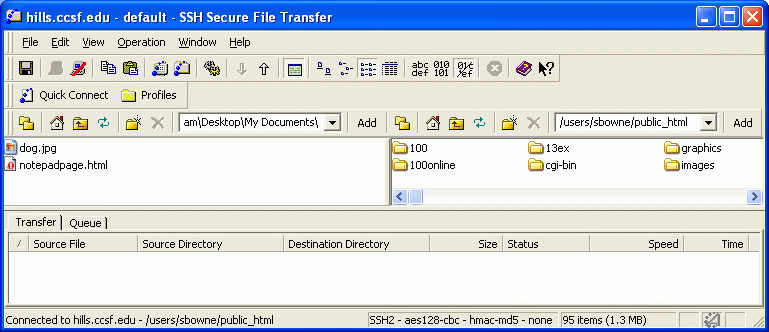 hills.ccsf.edu - default - SSH Secure File Transfer
File Edit View Operation Window Help
abc def 010 101
Quick Connect Profiles
am\Desktop\My Documents\ Add /users/sbowne/public_html Add
dog.jpg 100 13ex graphics
notepadpage.html 100online cgi-bin images
Transfer Queue
/ Source File Source Directory Destination Directory Size Status Speed Time
Connected to hills.ccsf.edu - /users/sbowne/public_html SSH2 - aes128-cbc - hmac-md5 - none 95 items (1.3 MB)